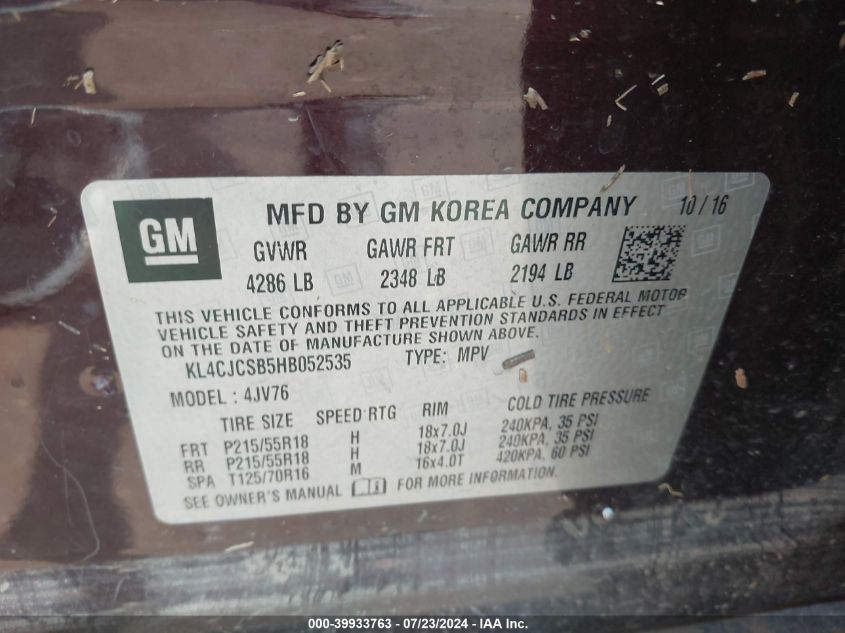 GM
MFD BY GM KOREA COMPANY 10/16
GVWR GAWR FRT GAWR RR
4286 LB 2348 LB 2194 LB
THIS VEHICLE CONFORMS TO ALL APPLICABLE U.S. FEDERAL MOTOR
VEHICLE SAFETY AND THEFT PREVENTION STANDARDS IN EFFECT
ON THE DATE OF MANUFACTURE SHOWN ABOVE.
KL4CJCSB5HB052535 TYPE: MPV
MODEL : 4JV76
TIRE SIZE SPEED RTG RIM COLD TIRE PRESSURE
FRT P215/55R18 H 18x7.0J 240KPA, 35 PSI
RR P215/55R18 H 18x7.0J 240KPA, 35 PSI
SPA T125/70R16 M 16x4.0T 420KPA, 60 PSI
SEE OWNER'S MANUAL FOR MORE INFORMATION.
000-39933763 - 07/23/2024 - IAA Inc.